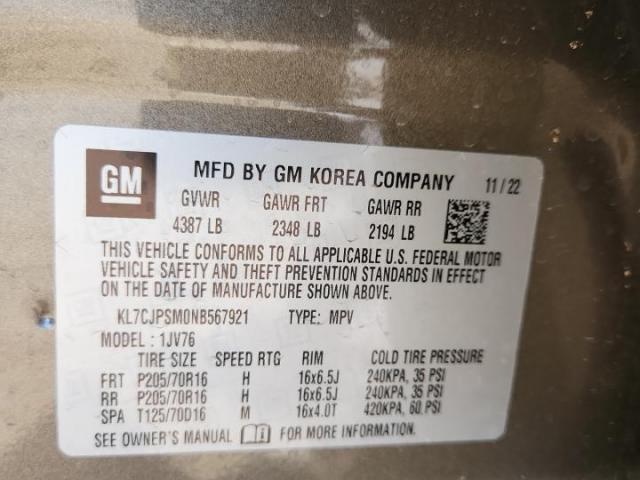 GM
MFD BY GM KOREA COMPANY 11 / 22
GVWR GAWR FRT GAWR RR
4387 LB 2348 LB 2194 LB
THIS VEHICLE CONFORMS TO ALL APPLICABLE U.S. FEDERAL MOTOR
VEHICLE SAFETY AND THEFT PREVENTION STANDARDS IN EFFECT
ON THE DATE OF MANUFACTURE SHOWN ABOVE.
KL7CJPSM0NB567921 TYPE: MPV
MODEL : 1JV76
TIRE SIZE SPEED RTG RIM COLD TIRE PRESSURE
FRT P205/70R16 H 16x6.5J 240KPA, 35 PSI
RR P205/70R16 H 16x6.5J 240KPA, 35 PSI
SPA T125/70D16 M 16x4.0T 420KPA, 60 PSI
SEE OWNER'S MANUAL FOR MORE INFORMATION.